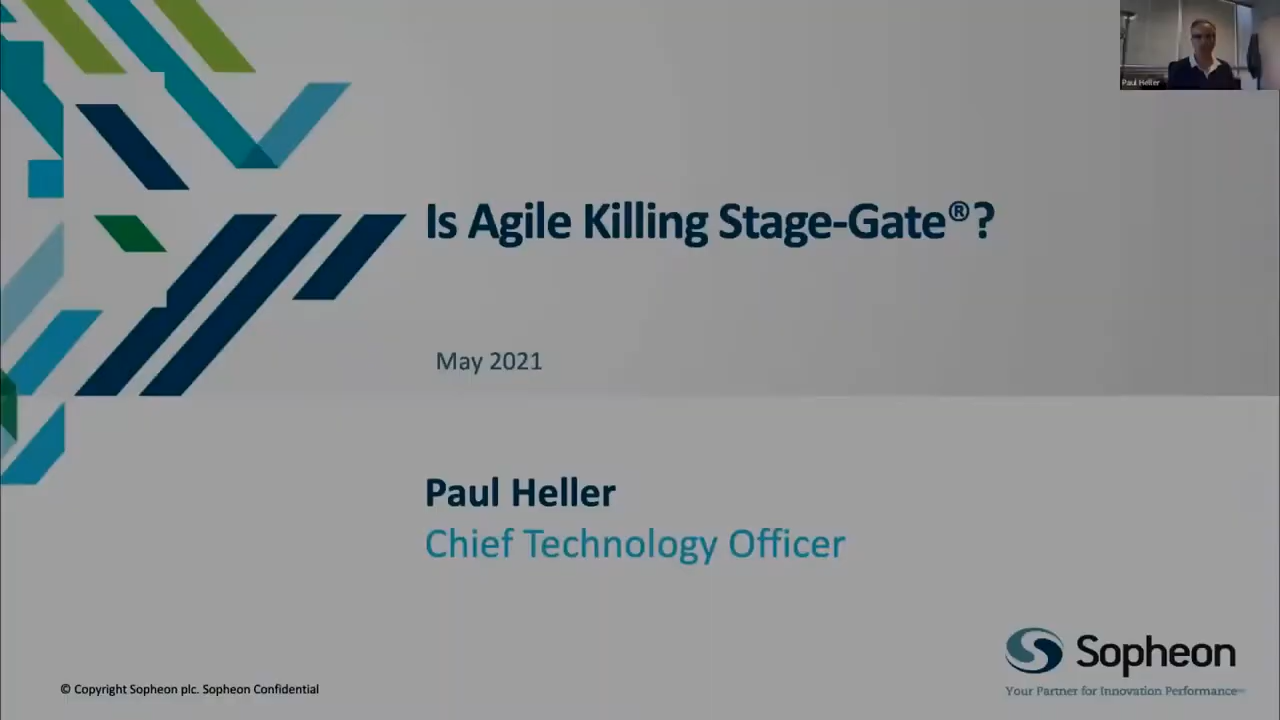 Paul Heller
Is Agile Killing Stage-Gate®?
May 2021
Paul Heller
Chief Technology Officer
Sopheon
Your Partner for Innovation Performance
© Copyright Sopheon plc. Sopheon Confidential